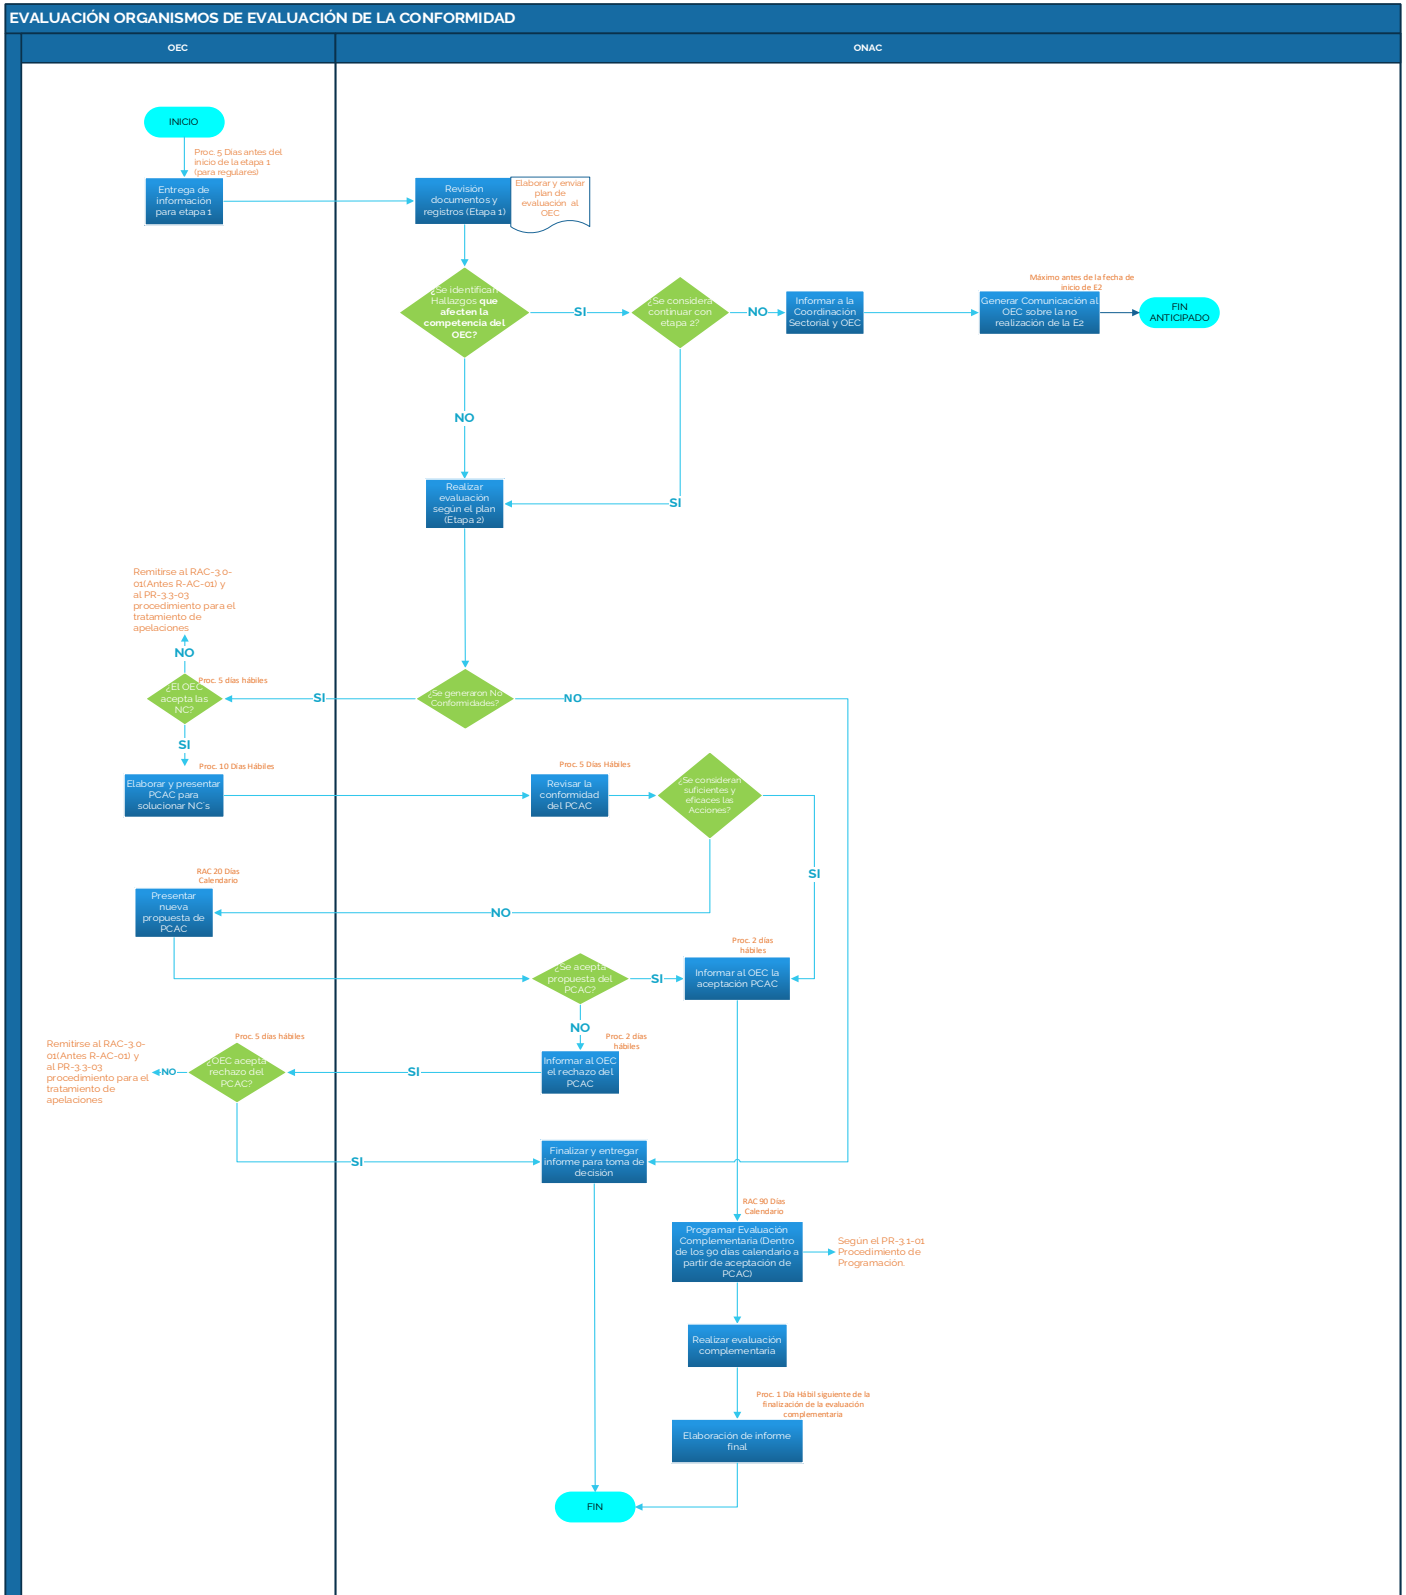 EVALUACIÓN ORGANISMOS DE EVALUACIÓN DE LA CONFORMIDAD
OEC
ONAC
INICIO
Proc. 5 Dias antes del
inicio de la etapa 1
(para regulares)
Entrega de
información
para etapa 1
Revisión
documentos y
registros (Etapa 1)
Elaborar y enviar
plan de
evaluación al
OEC
¿Se identifican
Hallazgos que
afecten la
competencia del
OEC?
SI
¿Se considera
continuar con
etapa 2?
NO
Informar a la
Coordinación
Sectorial y OEC
Máximo antes de la fecha de
inicio de E2
Generar Comunicación al
OEC sobre la no
realización de la E2
FIN
ANTICIPADO
NO
Realizar
evaluación
según el plan
(Etapa 2)
SI
Remitirse al RAC-3.0-
01(Antes R-AC-01) y
al PR-3.3-03
procedimiento para el
tratamiento de
apelaciones
NO
¿El OEC
acepta las
NC?
Proc. 5 días hábiles
SI
¿Se generaron No
Conformidades?
NO
SI
Proc. 10 Días Hábiles
Elaborar y presentar
PCAC para
solucionar NC's
Proc. 5 Días Hábiles
Revisar la
conformidad
del PCAC
¿Se consideran
suficientes y
eficaces las
Acciones?
SI
RAC 20 Días
Calendario
Presentar
nueva
propuesta de
PCAC
NO
Proc. 2 días
hábiles
¿Se acepta
propuesta del
PCAC?
SI
Informar al OEC la
aceptación PCAC
NO
Proc. 2 días
hábiles
Informar al OEC
el rechazo del
PCAC
SI
Proc. 5 días hábiles
¿OEC acepta
rechazo del
PCAC?
NO
Remitirse al RAC-3.0-
01(Antes R-AC-01) y
al PR-3.3-03
procedimiento para el
tratamiento de
apelaciones
SI
Finalizar y entregar
informe para toma de
decisión
RAC 90 Días
Calendario
Programar Evaluación
Complementaria (Dentro
de los 90 días calendario a
partir de aceptación de
PCAC)
Según el PR-3.1-01
Procedimiento de
Programación.
Realizar evaluación
complementaria
Proc. 1 Día Hábil siguiente de la
finalización de la evaluación
complementaria
Elaboración de informe
final
FIN